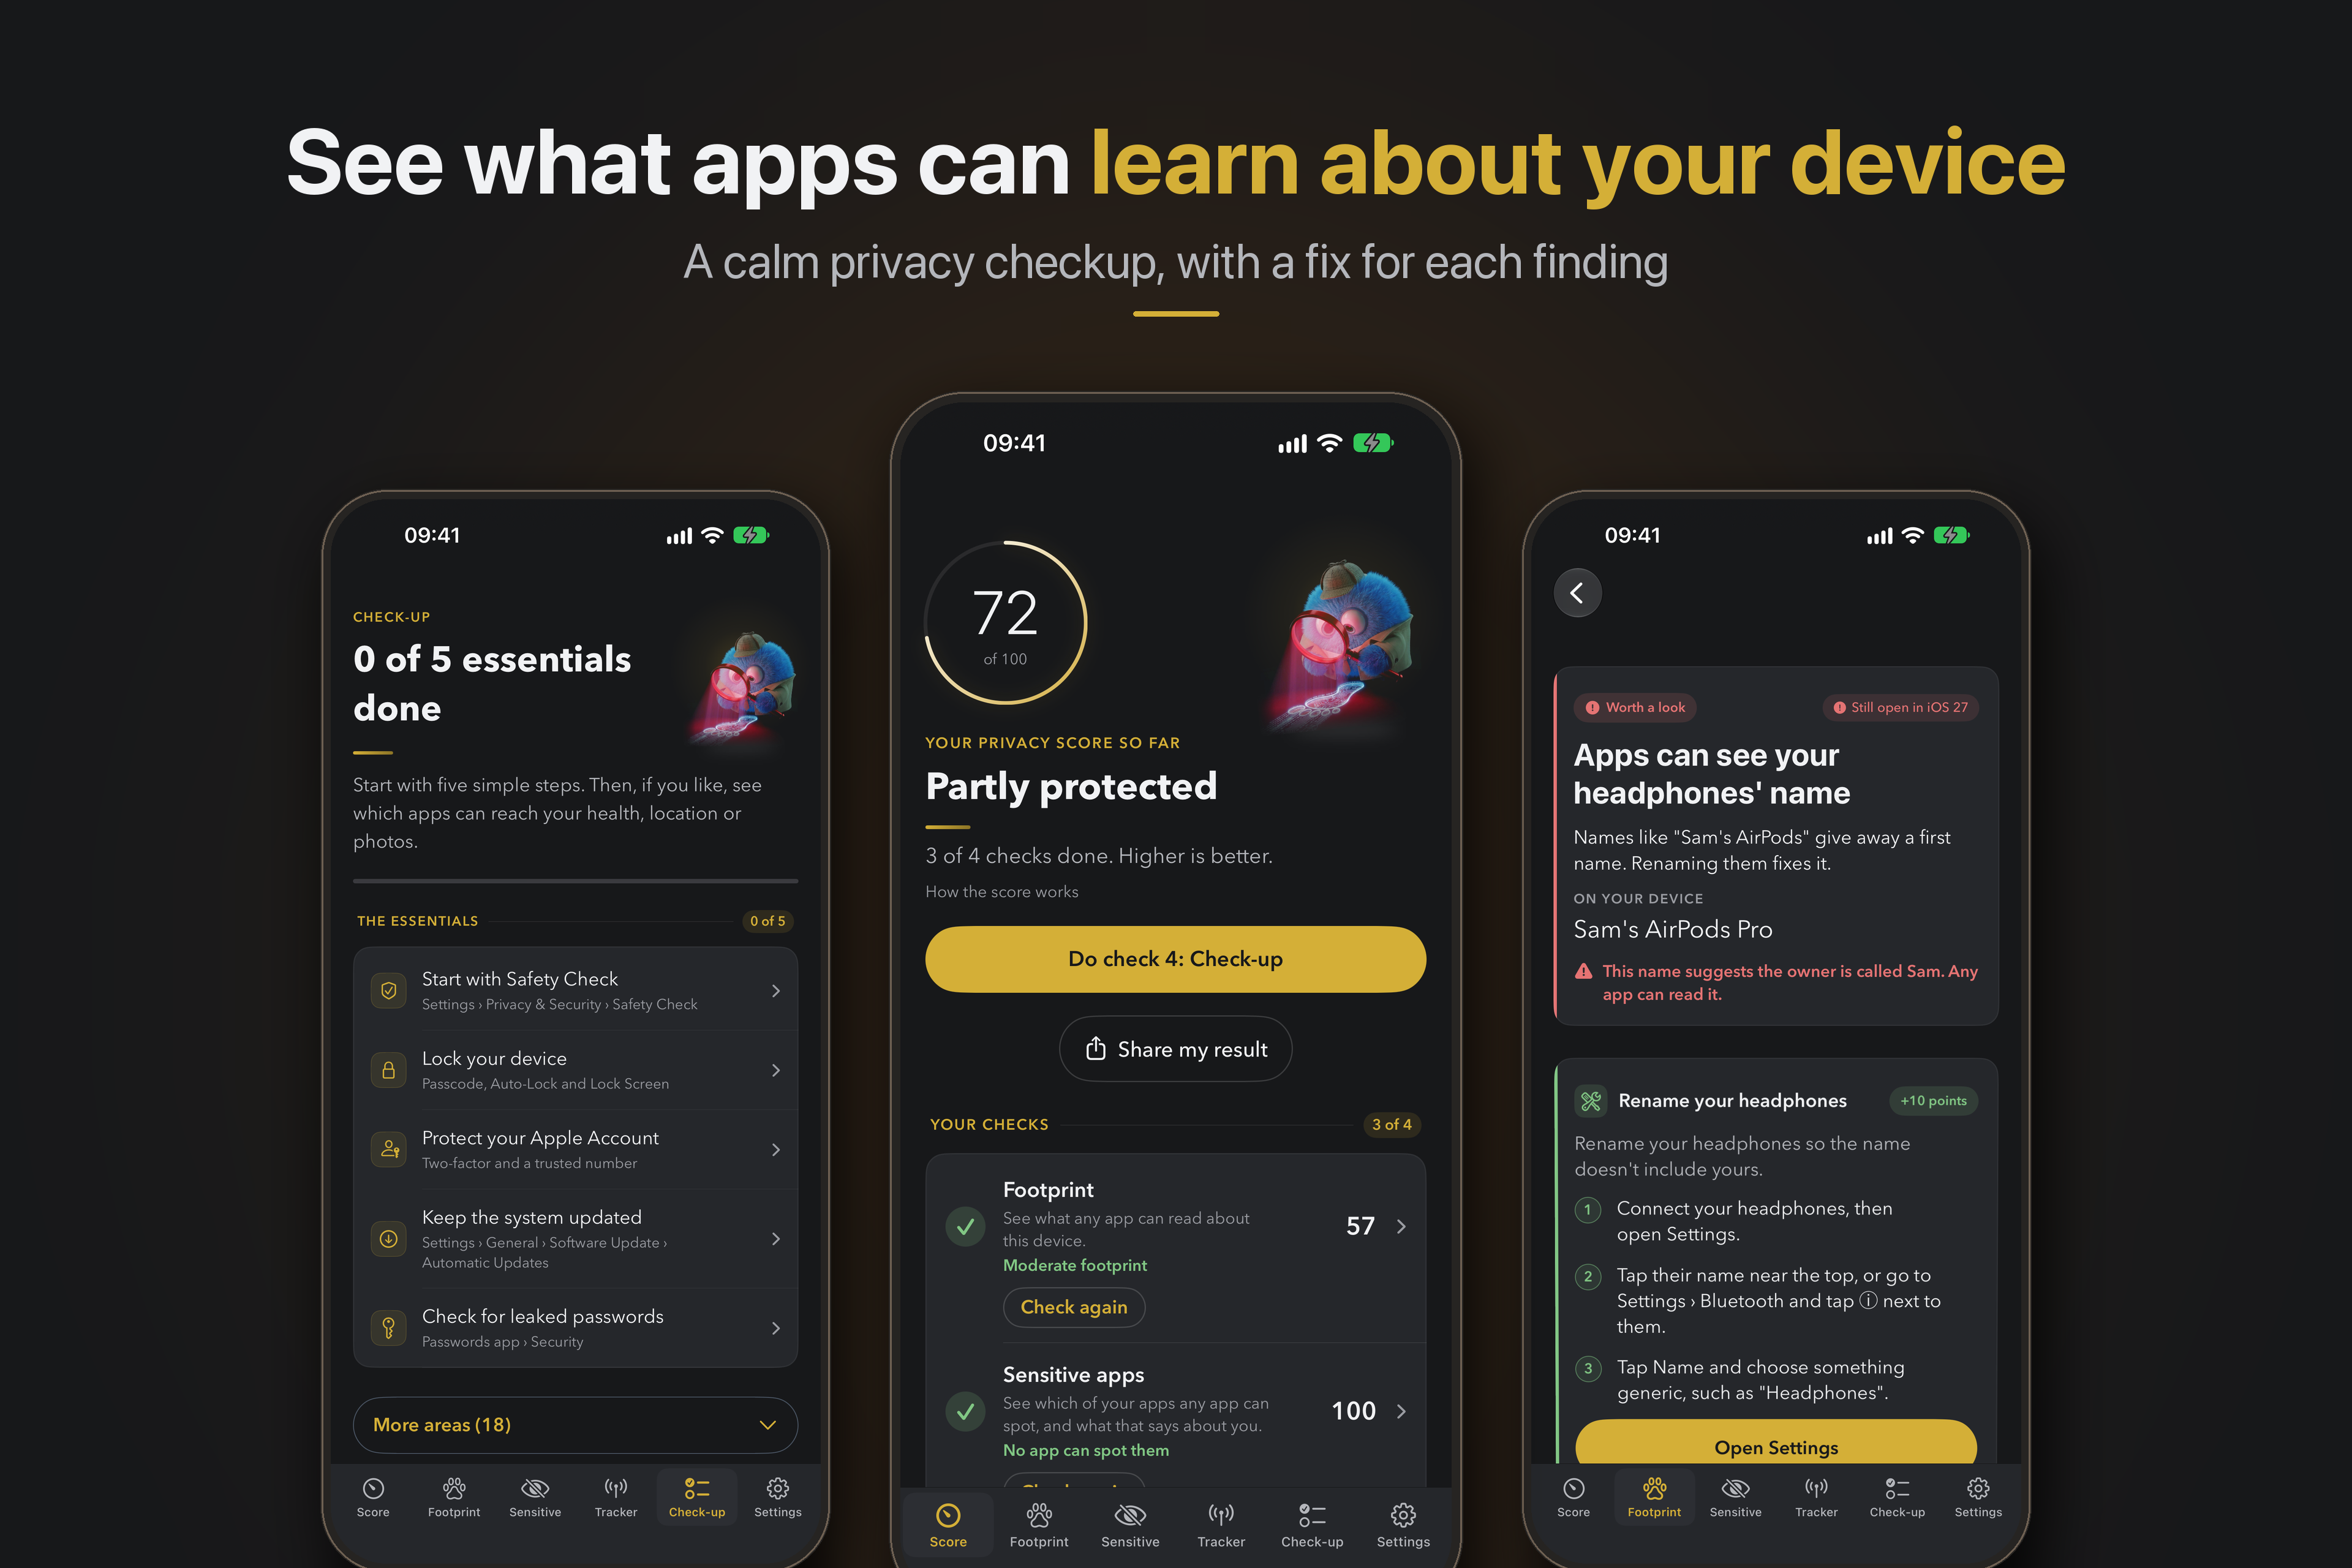 See what apps can learn about your device
A calm privacy checkup, with a fix for each finding
09:41
CHECK-UP
0 of 5 essentials
done
Start with five simple steps. Then, if you like, see
which apps can reach your health, location or
photos.
THE ESSENTIALS
0 of 5
Start with Safety Check
Settings › Privacy & Security › Safety Check
Lock your device
Passcode, Auto-Lock and Lock Screen
Protect your Apple Account
Two-factor and a trusted number
Keep the system updated
Settings › General › Software Update ›
Automatic Updates
Check for leaked passwords
Passwords app › Security
More areas (18)
Score
Footprint
Sensitive
Tracker
Check-up
Settings
09:41
72
of 100
YOUR PRIVACY SCORE SO FAR
Partly protected
3 of 4 checks done. Higher is better.
How the score works
Do check 4: Check-up
Share my result
YOUR CHECKS
3 of 4
Footprint
See what any app can read about
this device.
Moderate footprint
57
Check again
Sensitive apps
See which of your apps any app can
spot, and what that says about you.
No app can spot them
100
Score
Footprint
Sensitive
Tracker
Check-up
Settings
09:41
Worth a look
Still open in iOS 27
Apps can see your
headphones' name
Names like "Sam's AirPods" give away a first
name. Renaming them fixes it.
ON YOUR DEVICE
Sam's AirPods Pro
This name suggests the owner is called Sam. Any
app can read it.
Rename your headphones
+10 points
Rename your headphones so the name
doesn't include yours.
1 Connect your headphones, then
open Settings.
2 Tap their name near the top, or go to
Settings › Bluetooth and tap ⓘ next to
them.
3 Tap Name and choose something
generic, such as "Headphones".
Open Settings
Score
Footprint
Sensitive
Tracker
Check-up
Settings